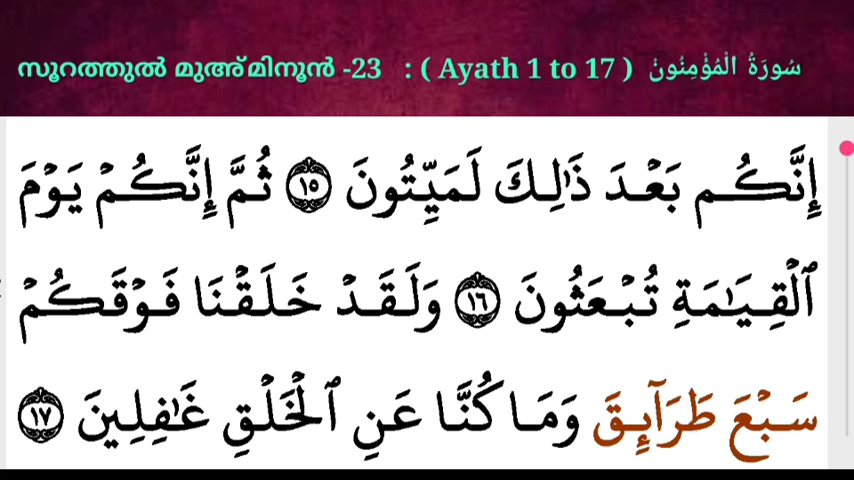 സൂറത്തുൽ മുഅ്മിനൂൻ -23 : ( Ayath 1 to 17 ) سُورَةُ الْمُؤْمِنُونْ
إِنَّكُم بَعْدَ ذَٰلِكَ لَمَيِّتُونَ ١٥ ثُمَّ إِنَّكُمْ يَوْمَ
ٱلْقِيَـٰمَةِ تُبْعَثُونَ ١٦ وَلَقَدْ خَلَقْنَا فَوْقَكُمْ
سَبْعَ طَرَآئِقَ وَمَا كُنَّا عَنِ ٱلْخَلْقِ غَـٰفِلِينَ ١٧